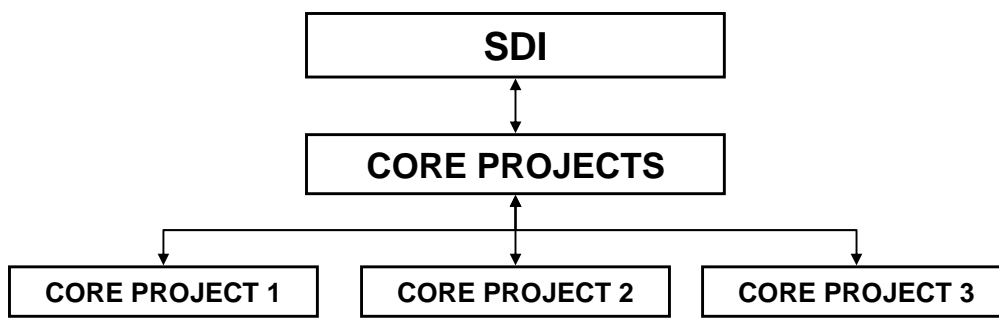 SDI
CORE PROJECTS
CORE PROJECT 1
CORE PROJECT 2
CORE PROJECT 3